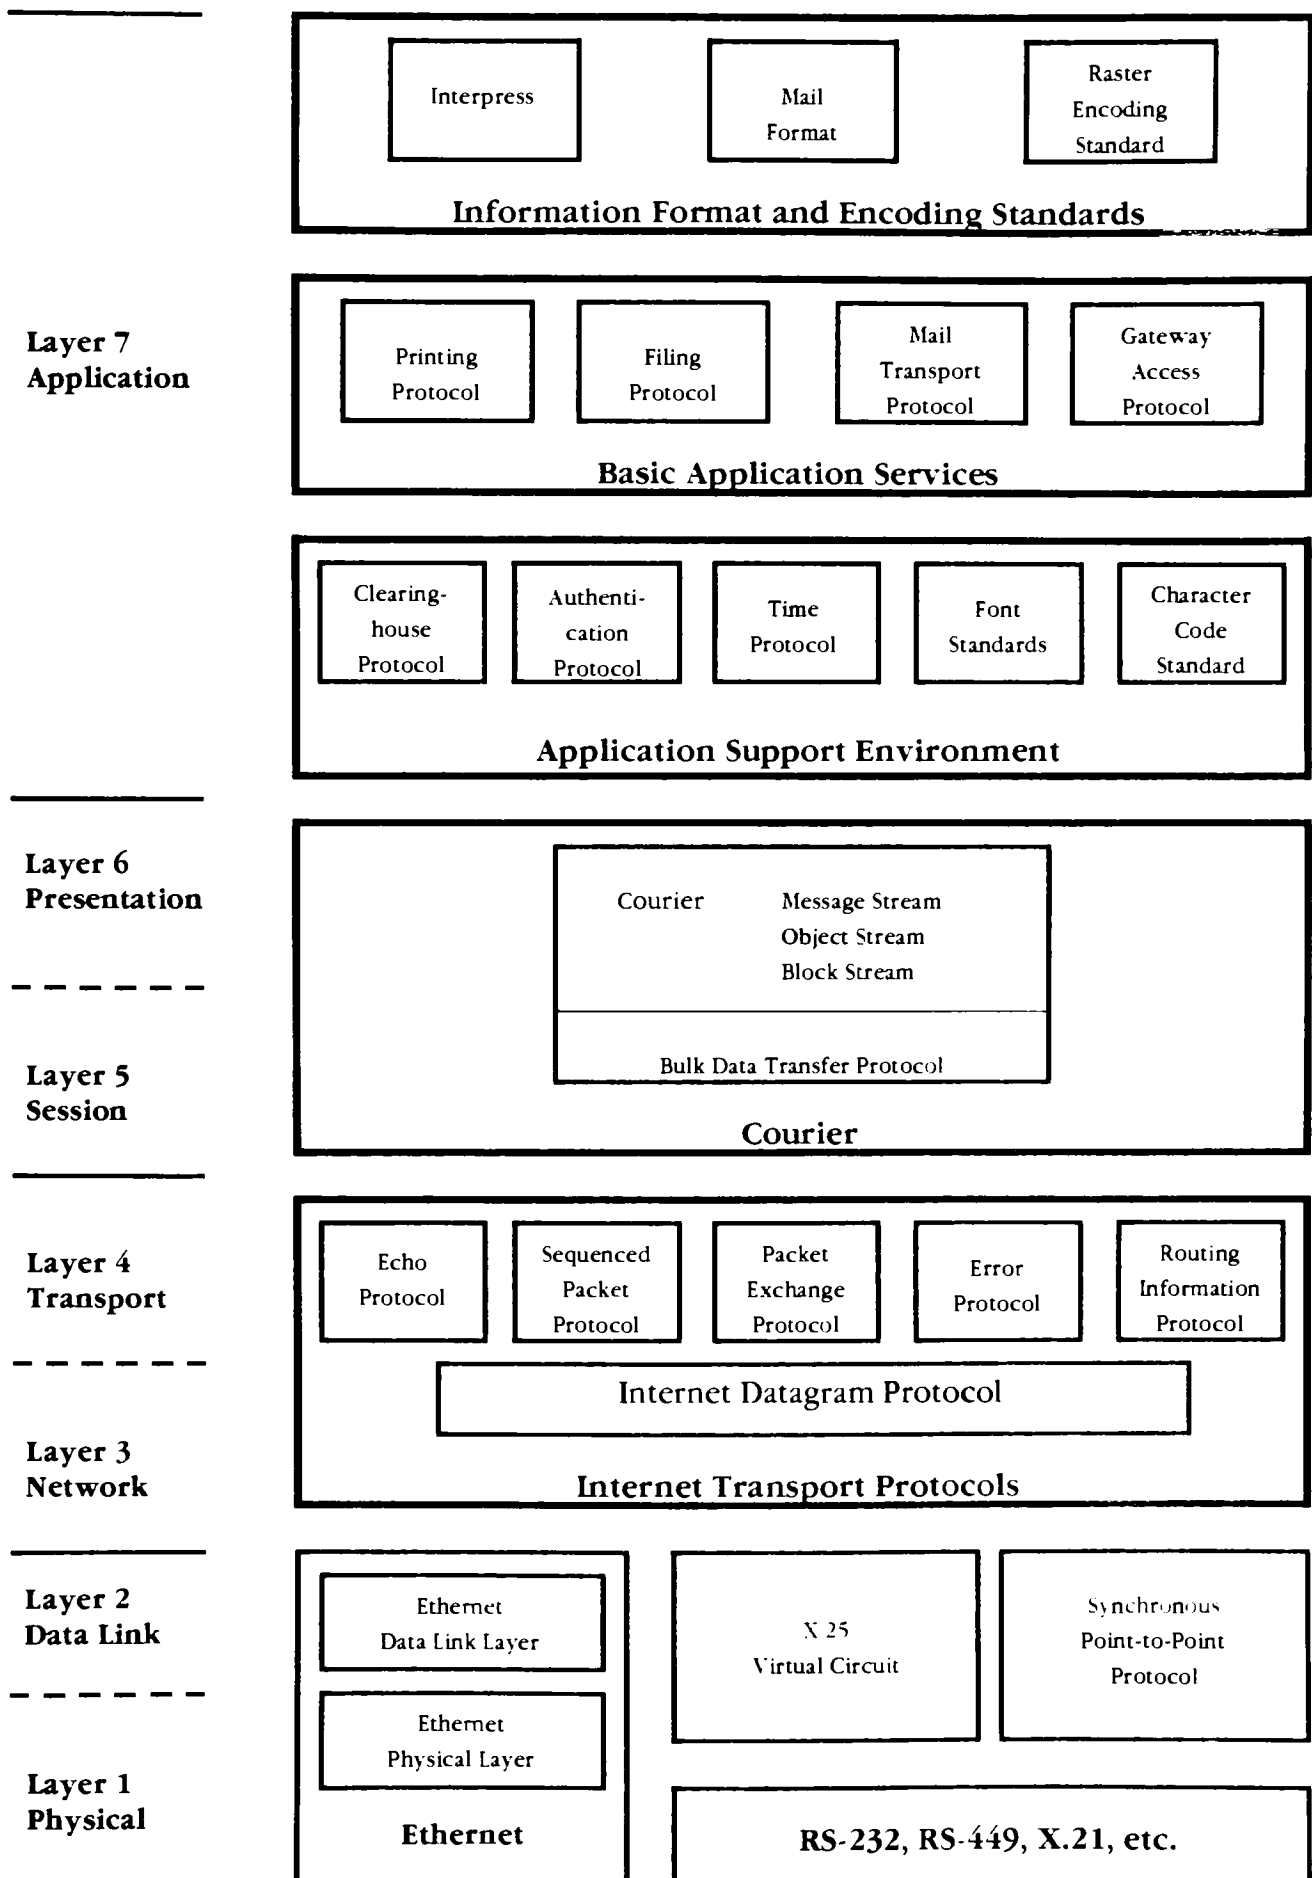 Interpress
Mail
Format
Raster
Encoding
Standard
Information Format and Encoding Standards
Layer 7
Application
Printing
Protocol
Filing
Protocol
Mail
Transport
Protocol
Gateway
Access
Protocol
Basic Application Services
Clearing-
house
Protocol
Authenti-
cation
Protocol
Time
Protocol
Font
Standards
Character
Code
Standard
Application Support Environment
Layer 6
Presentation
Courier
Message Stream
Object Stream
Block Stream
Layer 5
Session
Bulk Data Transfer Protocol
Courier
Layer 4
Transport
Echo
Protocol
Sequenced
Packet
Protocol
Packet
Exchange
Protocol
Error
Protocol
Routing
Information
Protocol
Internet Datagram Protocol
Layer 3
Network
Internet Transport Protocols
Layer 2
Data Link
Ethernet
Data Link Layer
X.25
Virtual Circuit
Synchronous
Point-to-Point
Protocol
Ethernet
Physical Layer
Layer 1
Physical
Ethernet
RS-232, RS-449, X.21, etc.